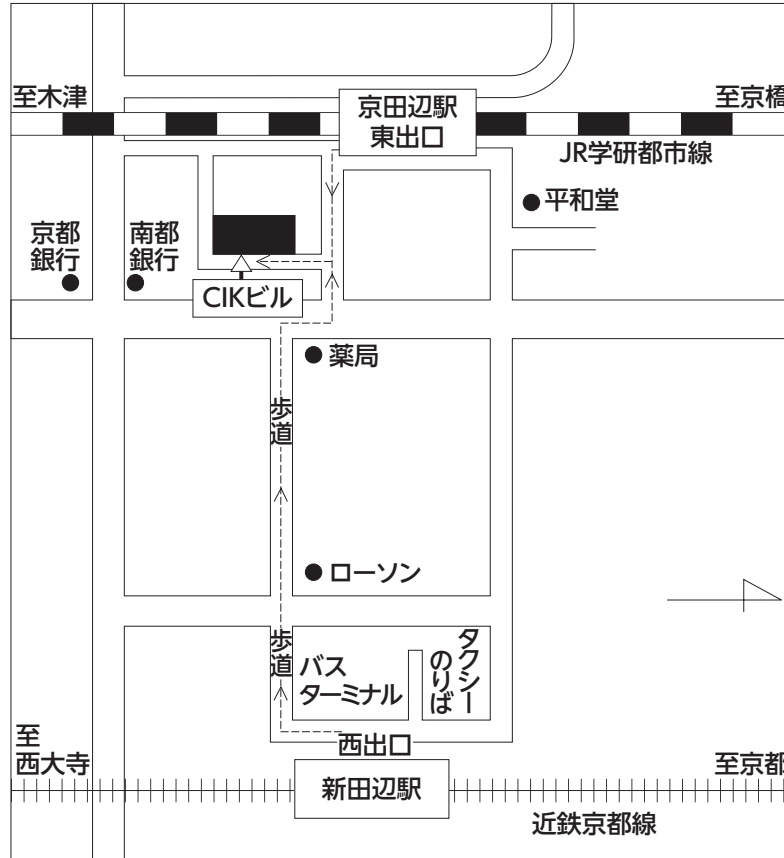 至木津
京田辺駅
東出口
至京橋
JR学研都市線
平和堂
京都
銀行
南都
銀行
CIKビル
薬局
歩道
ローソン
歩道
バス
ターミナル
タクシー
のりば
至
西大寺
西出口
新田辺駅
至京都
近鉄京都線